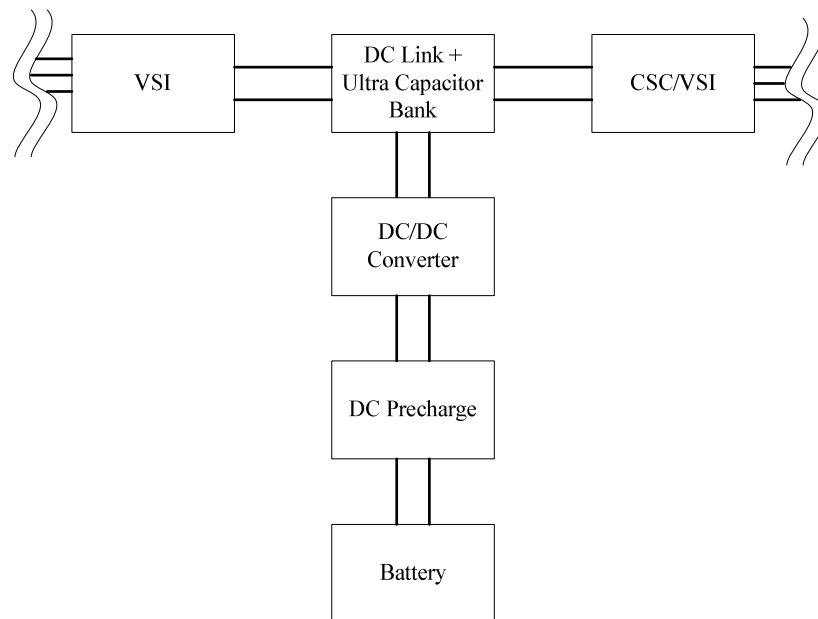 VSI
DC Link +
Ultra Capacitor
Bank
CSC/VSI
DC/DC
Converter
DC Precharge
Battery